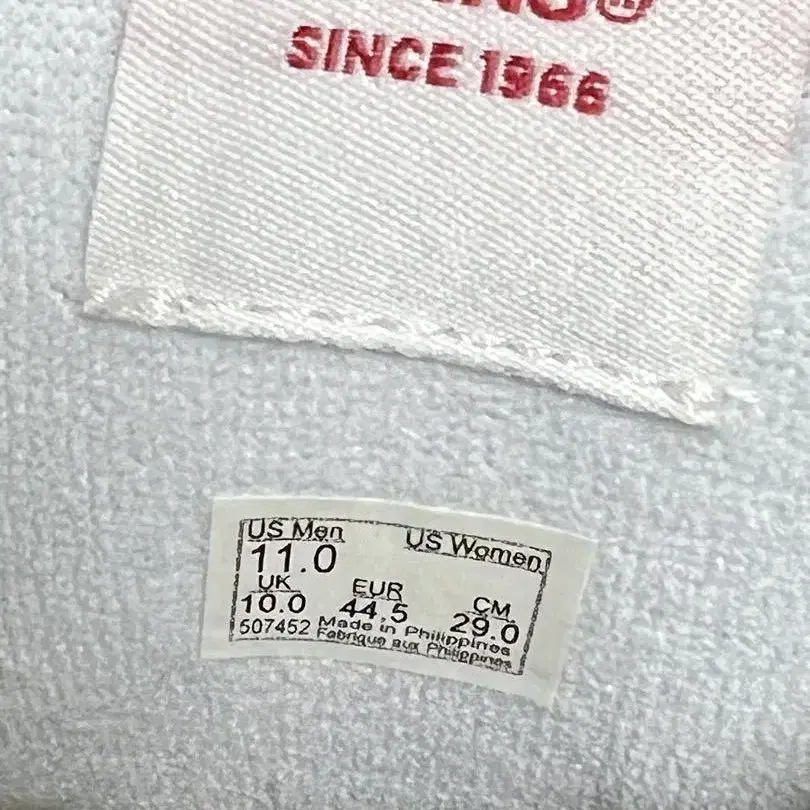 SINCE 1966
US Men US Women
11.0
UK EUR CM
10.0 44,5 29.0
507452 Made in Philippines
Fabrique aux Philippines